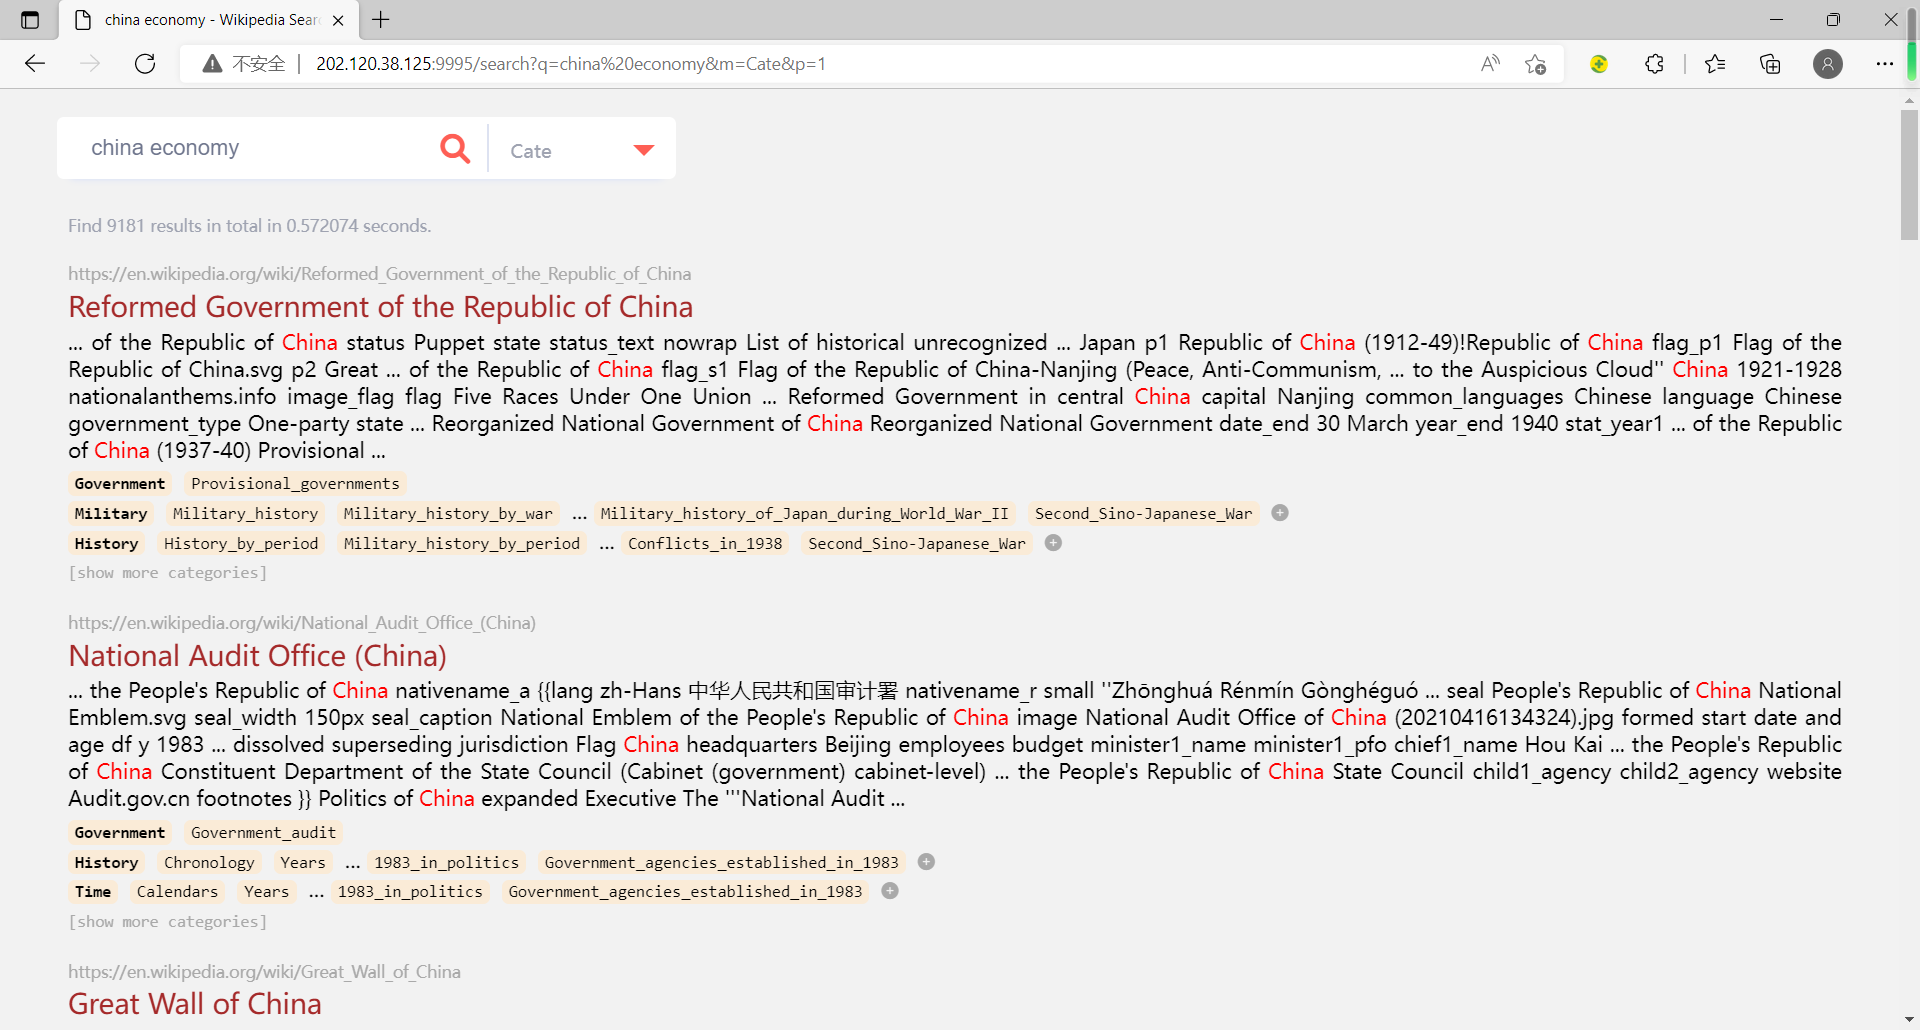 china economy - Wikipedia Sear
不安全 | 202.120.38.125:9995/search?q=china%20economy&m=Cate&p=1
china economy
Cate
Find 9181 results in total in 0.572074 seconds.
https://en.wikipedia.org/wiki/Reformed_Government_of_the_Republic_of_China
Reformed Government of the Republic of China
... of the Republic of China status Puppet state status_text nowrap List of historical unrecognized ... Japan p1 Republic of China (1912-49)!Republic of China flag_p1 Flag of the
Republic of China.svg p2 Great ... of the Republic of China flag_s1 Flag of the Republic of China-Nanjing (Peace, Anti-Communism, ... to the Auspicious Cloud'' China 1921-1928
nationalanthems.info image_flag flag Five Races Under One Union ... Reformed Government in central China capital Nanjing common_languages Chinese language Chinese
government_type One-party state ... Reorganized National Government of China Reorganized National Government date_end 30 March year_end 1940 stat_year1 ... of the Republic
of China (1937-40) Provisional ...
Government Provisional_governments
Military Military_history Military_history_by_war ... Military_history_of_Japan_during_World_War_II Second_Sino-Japanese_War
History History_by_period Military_history_by_period ... Conflicts_in_1938 Second_Sino-Japanese_War
[show more categories]
https://en.wikipedia.org/wiki/National_Audit_Office_(China)
National Audit Office (China)
... the People's Republic of China nativename_a {{lang zh-Hans 中华人民共和国审计署 nativename_r small ''Zhōnghuá Rénmín Gònghéguó ... seal People's Republic of China National
Emblem.svg seal_width 150px seal_caption National Emblem of the People's Republic of China image National Audit Office of China (20210416134324).jpg formed start date and
age df y 1983 ... dissolved superseding jurisdiction Flag China headquarters Beijing employees budget minister1_name minister1_pfo chief1_name Hou Kai ... the People's Republic
of China Constituent Department of the State Council (Cabinet (government) cabinet-level) ... the People's Republic of China State Council child1_agency child2_agency website
Audit.gov.cn footnotes }} Politics of China expanded Executive The '''National Audit ...
Government Government_audit
History Chronology Years ... 1983_in_politics Government_agencies_established_in_1983
Time Calendars Years ... 1983_in_politics Government_agencies_established_in_1983
[show more categories]
https://en.wikipedia.org/wiki/Great_Wall_of_China
Great Wall of China